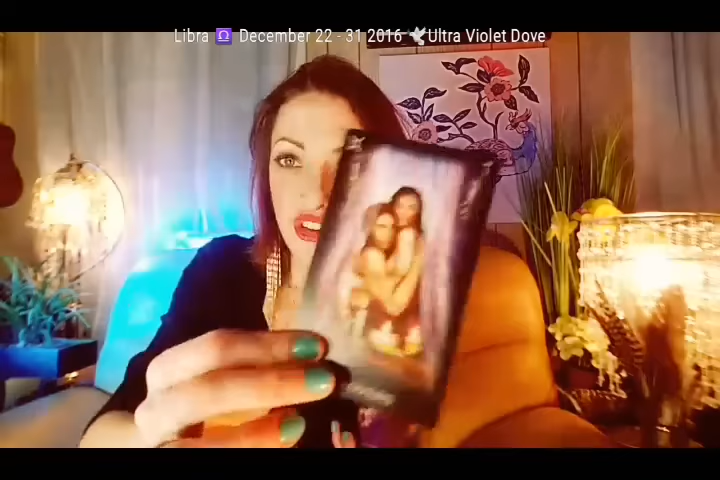 Libra ♎ December 22 - 31 2016 🕊Ultra Violet Dove